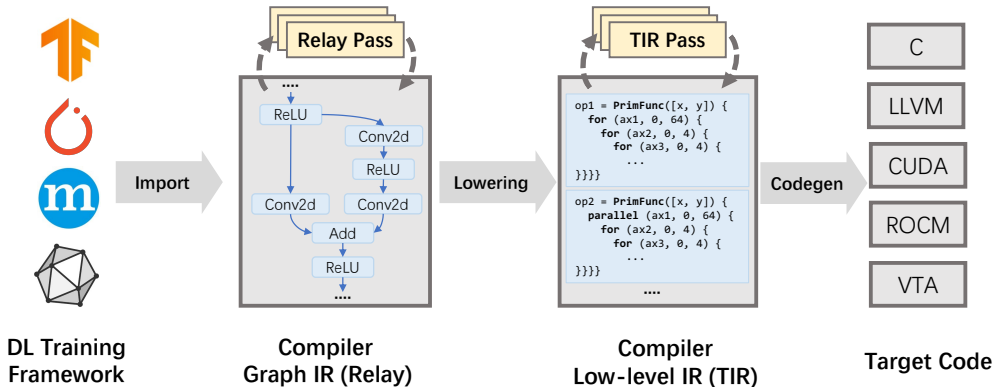 Relay Pass
TIR Pass
....
ReLU
Conv2d
ReLU
Conv2d
Conv2d
Add
ReLU
....
op1 = PrimFunc([x, y]) {
for (ax1, 0, 64) {
for (ax2, 0, 4) {
for (ax3, 0, 4) {
...
}}}}
op2 = PrimFunc([x, y]) {
parallel (ax1, 0, 64) {
for (ax2, 0, 4) {
for (ax3, 0, 4) {
...
}}}}
....
C
LLVM
CUDA
ROCM
VTA
m
Import
Lowering
Codegen
DL Training
Framework
Compiler
Graph IR (Relay)
Compiler
Low-level IR (TIR)
Target Code